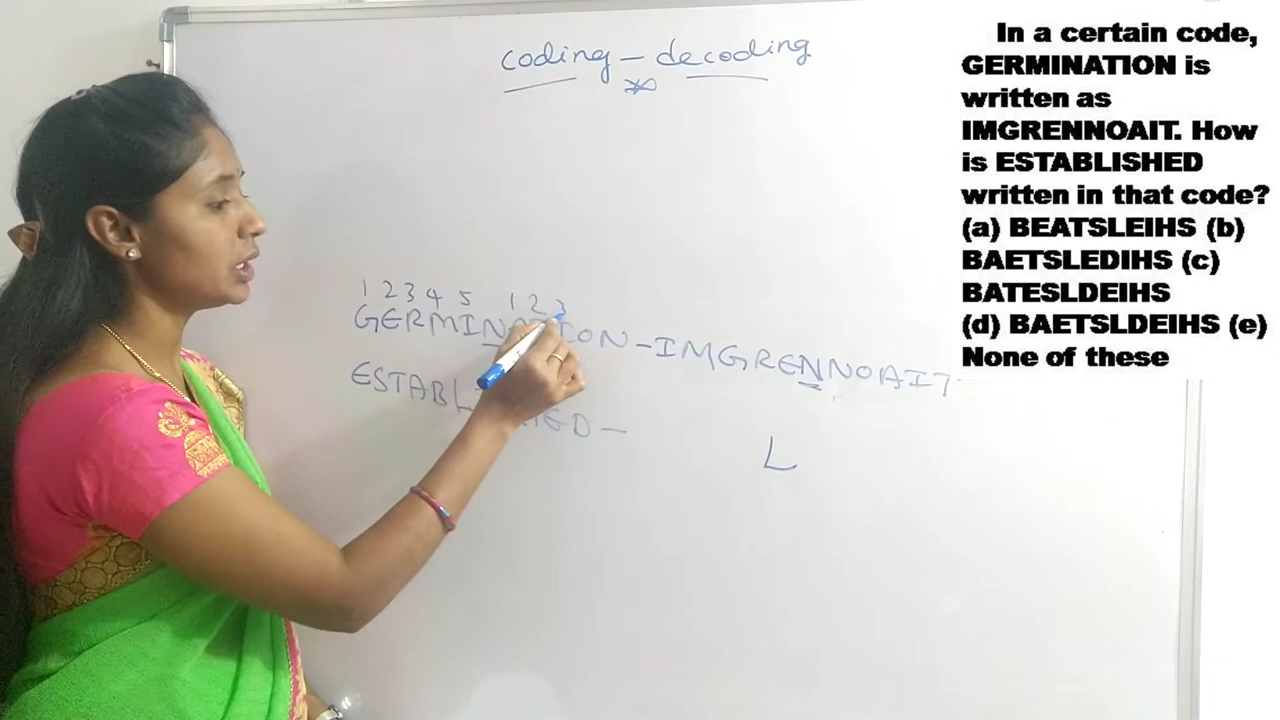 coding - decoding
In a certain code,
GERMINATION is
written as
IMGRENNOAIT. How
is ESTABLISHED
written in that code?
(a) BEATSLEIHS (b)
BAETSLEDIHS (c)
BATESLDEIHS
(d) BAETSLDEIHS (e)
None of these
1 2 3 4 5 1 2 3
GERMINATION - IMGRENNOAIT
ESTABL ED -
L